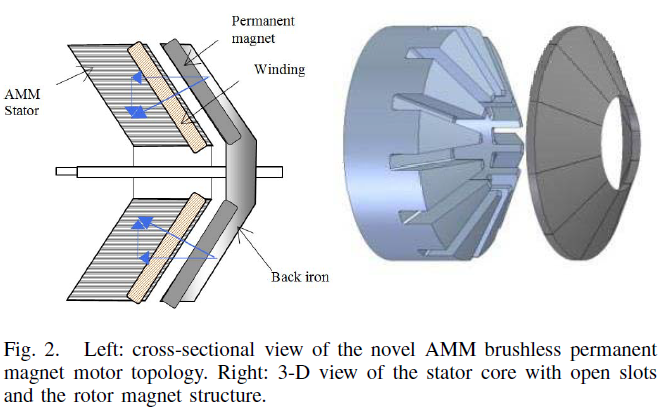 Permanent
magnet
Winding
AMM
Stator
Back iron
Fig. 2. Left: cross-sectional view of the novel AMM brushless permanent
magnet motor topology. Right: 3-D view of the stator core with open slots
and the rotor magnet structure.